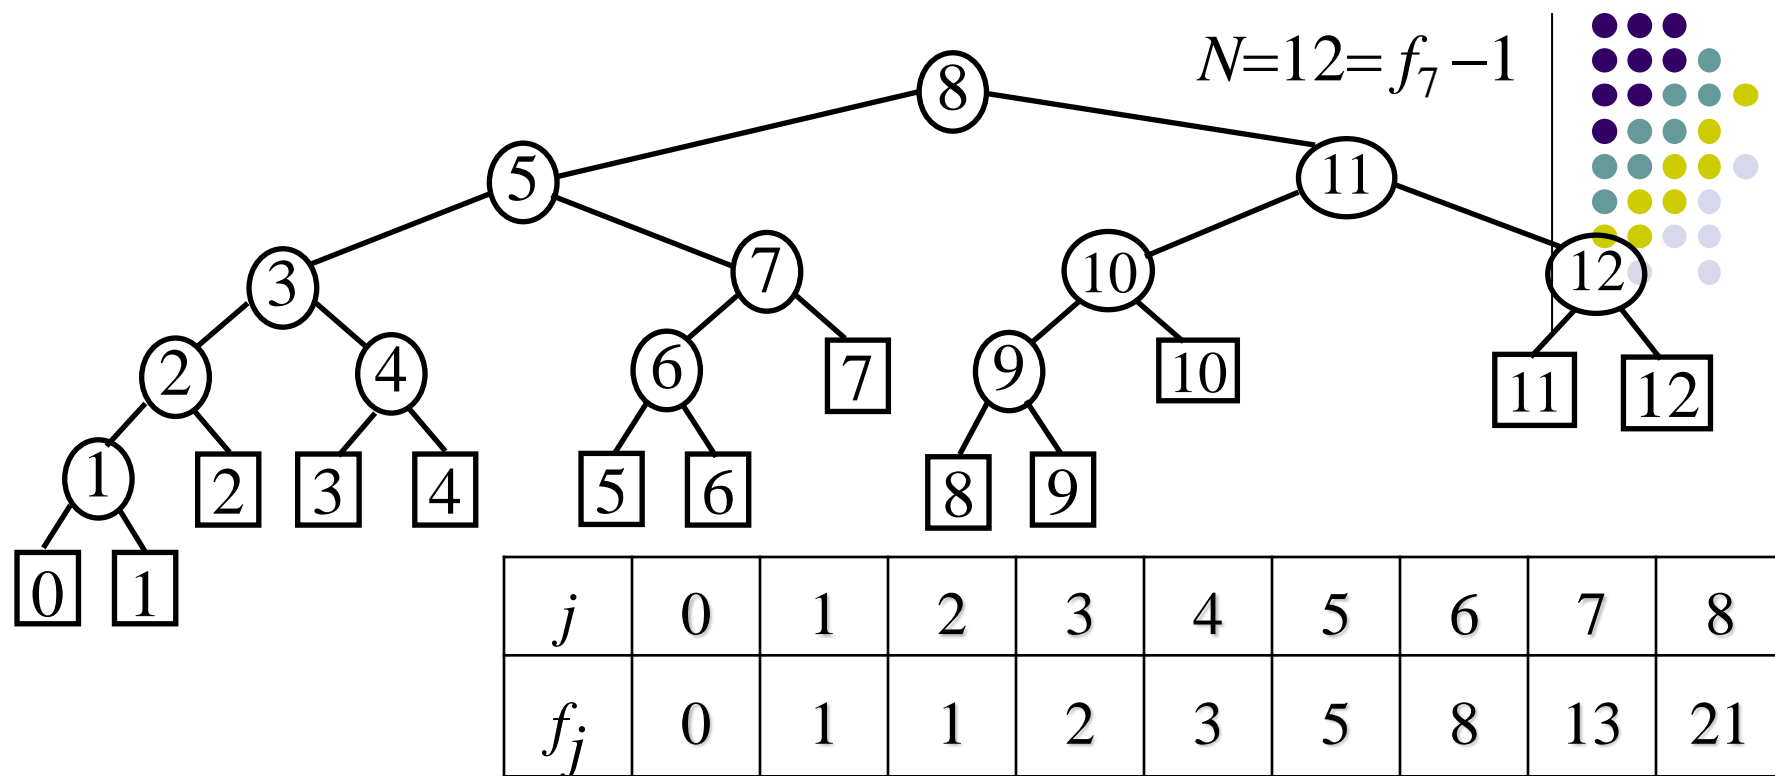 N=12=f₇−1
8
5 11
3 7 10 12
2 4 6 7 9 10 11 12
1 2 3 4 5 6 8 9
0 1
j 0 1 2 3 4 5 6 7 8
fⱼ 0 1 1 2 3 5 8 13 21